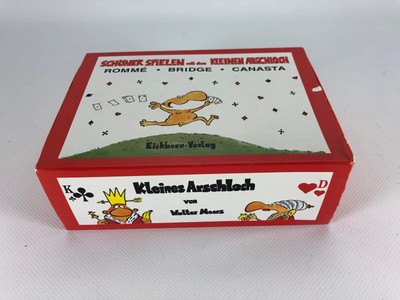 SCHÖNER SPIELEN mit dem KLEINEN ARSCHLOCH
ROMMÉ • BRIDGE • CANASTA
Eichborn-Verlag
K
Kleines Arschloch
von
Walter Moers
D